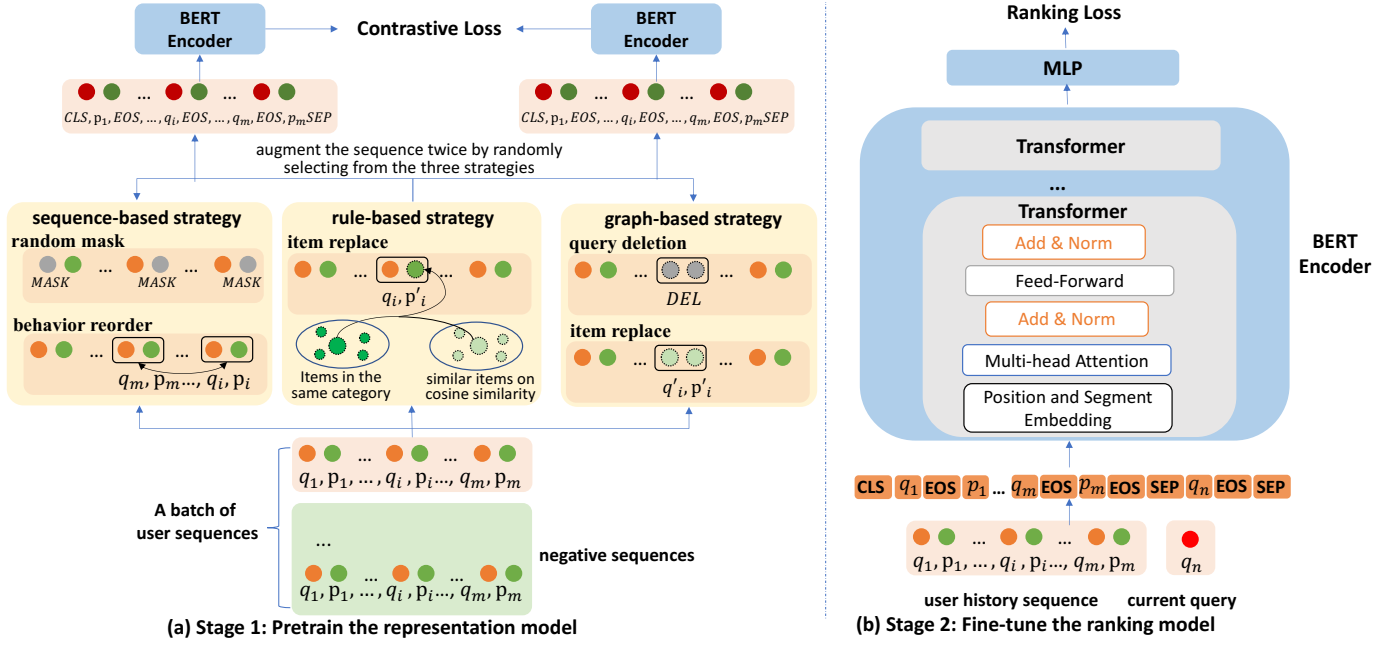 BERT
Encoder
Contrastive Loss
BERT
Encoder
...
...
CLS, p1, EOS, ..., qi, EOS, ..., qm, EOS, pmSEP
...
...
CLS, p1, EOS, ..., qi, EOS, ..., qm, EOS, pmSEP
augment the sequence twice by randomly
selecting from the three strategies
sequence-based strategy
random mask
...
...
MASK
MASK
MASK
behavior reorder
...
...
qm, pm..., qi, pi
rule-based strategy
item replace
...
...
qi, p′i
Items in the
same category
similar items on
cosine similarity
graph-based strategy
query deletion
...
...
DEL
item replace
...
...
q′i, p′i
A batch of
user sequences
...
...
q1, p1, ..., qi, pi..., qm, pm
...
negative sequences
...
...
q1, p1, ..., qi, pi..., qm, pm
(a) Stage 1: Pretrain the representation model
Ranking Loss
MLP
Transformer
...
Transformer
Add & Norm
Feed-Forward
Add & Norm
Multi-head Attention
Position and Segment
Embedding
BERT
Encoder
CLS q1 EOS p1 ... qm EOS pm EOS SEP qn EOS SEP
...
...
q1, p1, ..., qi, pi..., qm, pm
qn
user history sequence
current query
(b) Stage 2: Fine-tune the ranking model